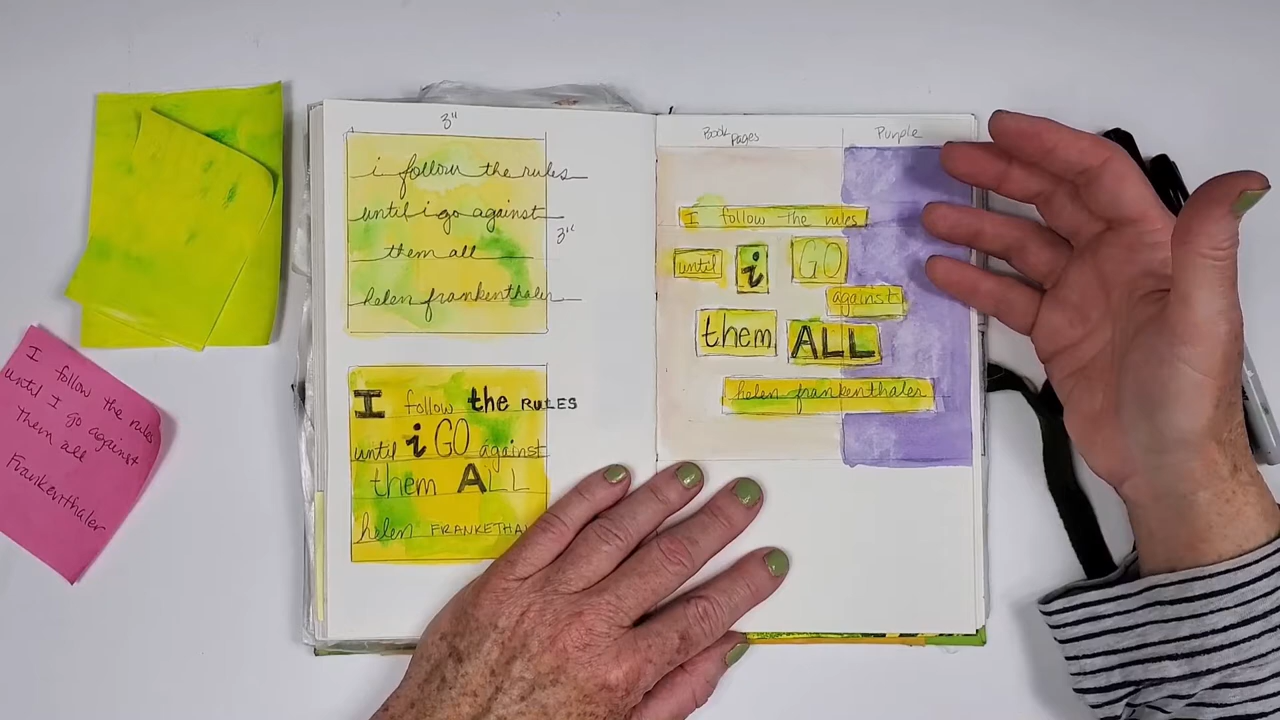 I follow the rules
until I go against
them all
Frankenthaler
3"
i follow the rules
until i go against
them all
helen frankenthaler
3"
I follow the RULES
until i GO against
them ALL
helen FRANKETHA
Book pages
Purple
I follow the rules
until i GO
against
them ALL
helen frankenthaler